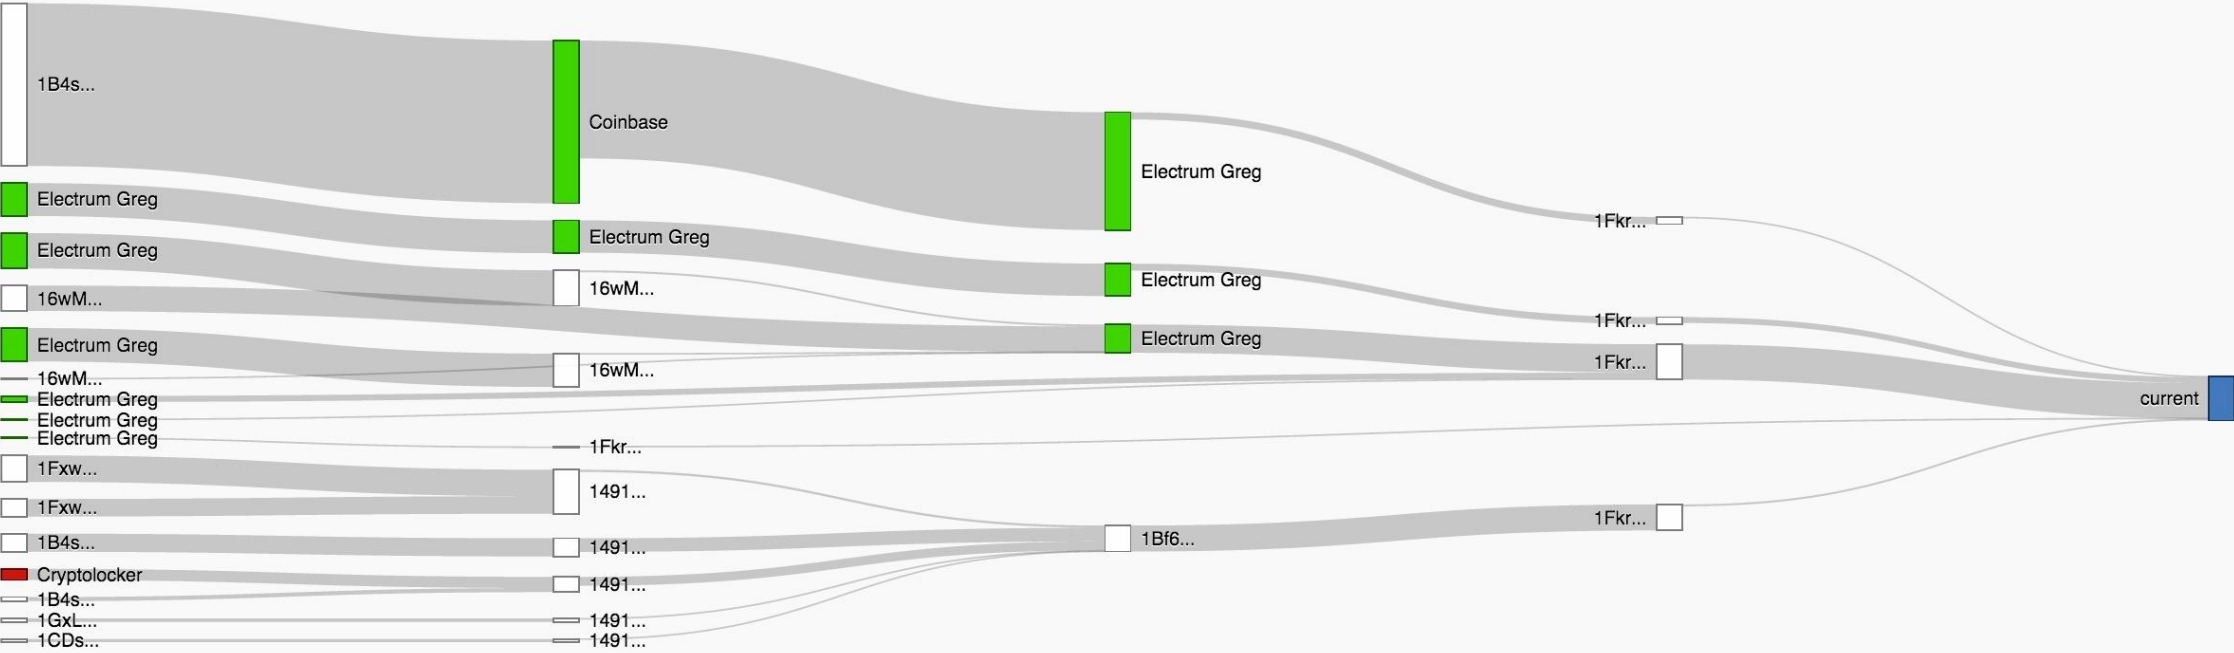 1B4s...
Electrum Greg
Electrum Greg
16wM...
Electrum Greg
16wM...
Electrum Greg
Electrum Greg
Electrum Greg
1Fxw...
1Fxw...
1B4s...
Cryptolocker
1B4s...
1GxL...
1CDs...
Coinbase
Electrum Greg
16wM...
16wM...
1Fkr...
1491...
1491...
1491...
1491...
1491...
Electrum Greg
Electrum Greg
Electrum Greg
1Bf6...
1Fkr...
1Fkr...
1Fkr...
1Fkr...
current